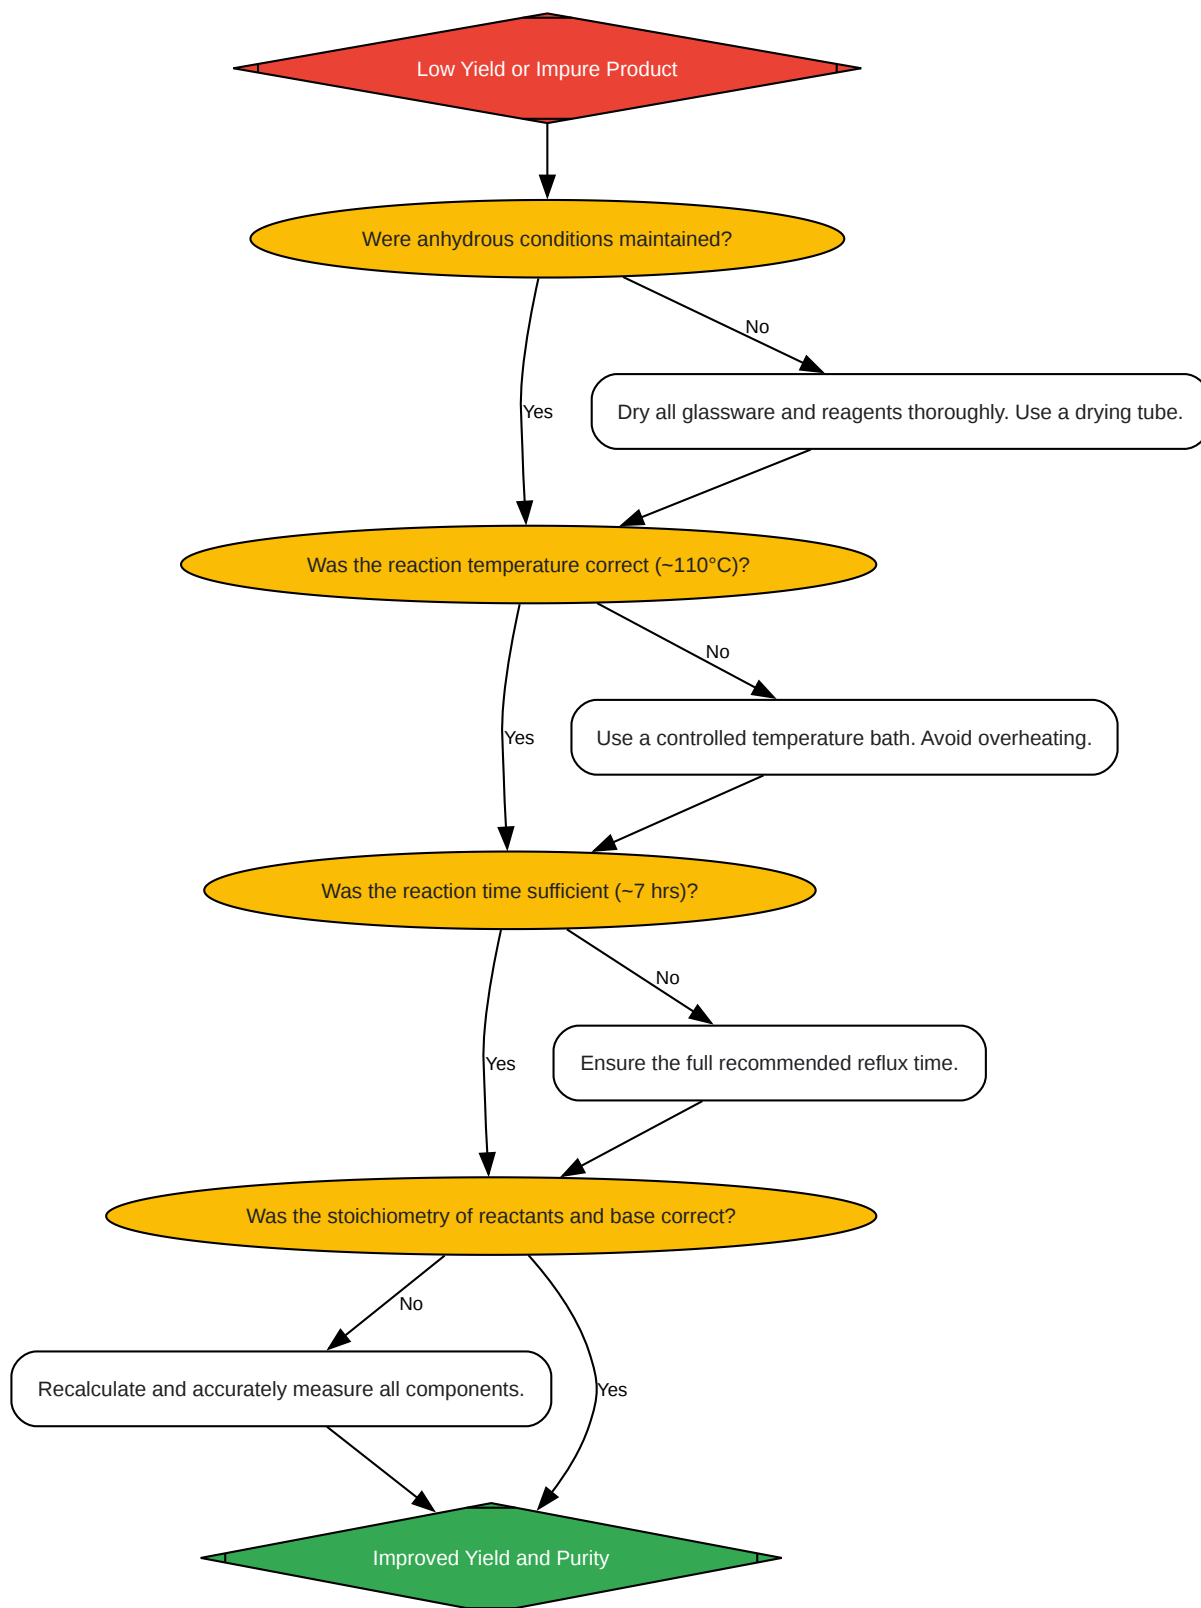 Low Yield or Impure Product
Were anhydrous conditions maintained?
No
Yes
Dry all glassware and reagents thoroughly. Use a drying tube.
Was the reaction temperature correct (~110°C)?
No
Yes
Use a controlled temperature bath. Avoid overheating.
Was the reaction time sufficient (~7 hrs)?
No
Yes
Ensure the full recommended reflux time.
Was the stoichiometry of reactants and base correct?
No
Recalculate and accurately measure all components.
Yes
Improved Yield and Purity